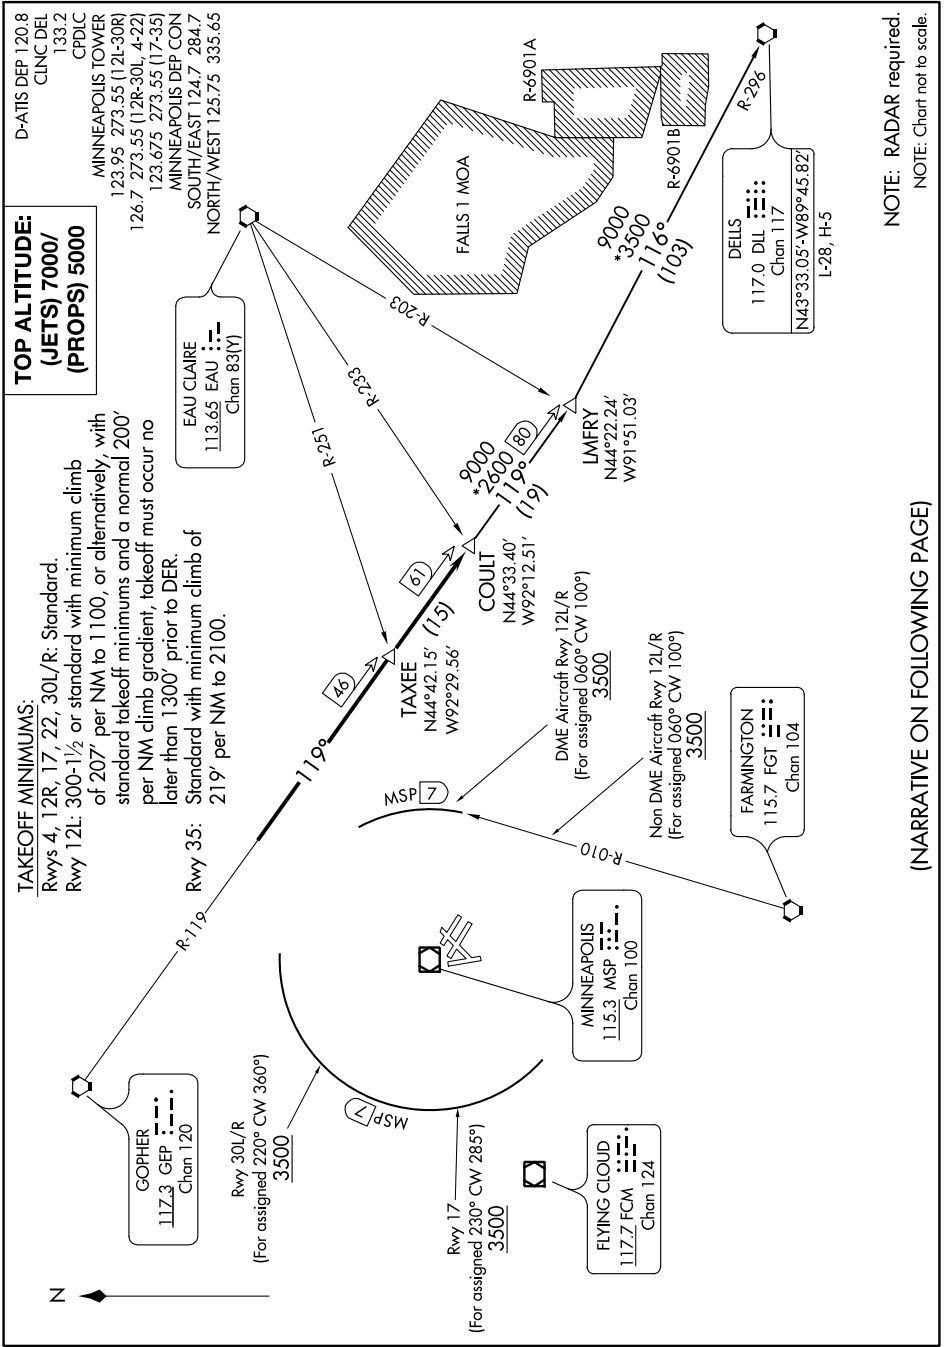 TOP ALTITUDE:
(JETS) 7000/
(PROPS) 5000
D-ATIS DEP 120.8
CLNC DEL
133.2
CPDLC
MINNEAPOLIS TOWER
123.95 273.55 (12L-30R)
126.7 273.55 (12R-30L, 4-22)
123.675 273.55 (17-35)
MINNEAPOLIS DEP CON
SOUTH/EAST 124.7 284.7
NORTH/WEST 125.75 335.65
TAKEOFF MINIMUMS:
Rwys 4, 12R, 17, 22, 30L/R: Standard.
Rwy 12L: 300-1½ or standard with minimum climb
of 207' per NM to 1100, or alternatively, with
standard takeoff minimums and a normal 200'
per NM climb gradient, takeoff must occur no
later than 1300' prior to DER.
Rwy 35: Standard with minimum climb of
219' per NM to 2100.
N
GOPHER
117.3 GEP
Chan 120
R-119
119°
EAU CLAIRE
113.65 EAU
Chan 83(Y)
R-251
R-233
R-203
46
TAXEE
N44°42.15'
W92°29.56'
(15)
61
COULT
N44°33.40'
W92°12.51'
9000
*2600
119°
(19)
80
LMFRY
N44°22.24'
W91°51.03'
9000
*3500
116°
(103)
R-296
FALLS 1 MOA
R-6901A
R-6901B
DELLS
117.0 DLL
Chan 117
N43°33.05'-W89°45.82'
L-28, H-5
Rwy 30L/R
(For assigned 220° CW 360°)
3500
MSP 7
Rwy 17
(For assigned 230° CW 285°)
3500
MSP 7
DME Aircraft Rwy 12L/R
(For assigned 060° CW 100°)
3500
Non DME Aircraft Rwy 12L/R
(For assigned 060° CW 100°)
3500
R-010
MINNEAPOLIS
115.3 MSP
Chan 100
FARMINGTON
115.7 FGT
Chan 104
FLYING CLOUD
117.7 FCM
Chan 124
NOTE: RADAR required.
NOTE: Chart not to scale.
(NARRATIVE ON FOLLOWING PAGE)